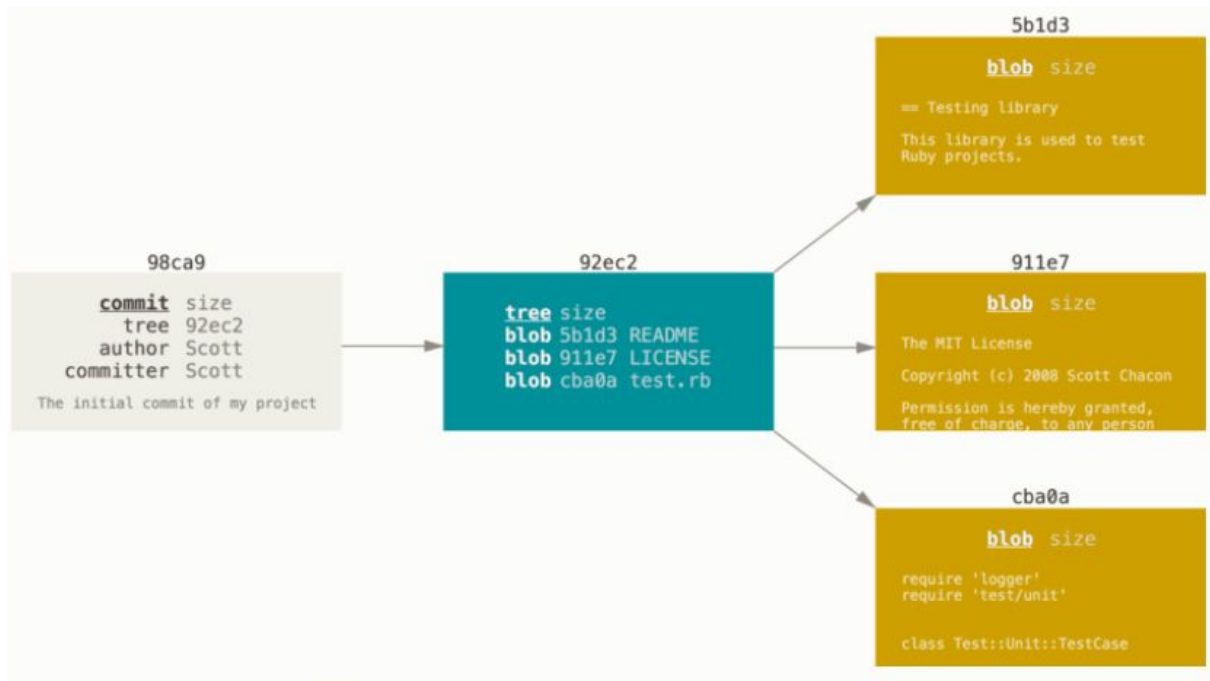 98ca9
commit size
tree 92ec2
author Scott
committer Scott
The initial commit of my project
92ec2
tree size
blob 5b1d3 README
blob 911e7 LICENSE
blob cba0a test.rb
5b1d3
blob size
== Testing library
This library is used to test
Ruby projects.
911e7
blob size
The MIT License
Copyright (c) 2008 Scott Chacon
Permission is hereby granted,
free of charge, to any person
cba0a
blob size
require 'logger'
require 'test/unit'
class Test::Unit::TestCase